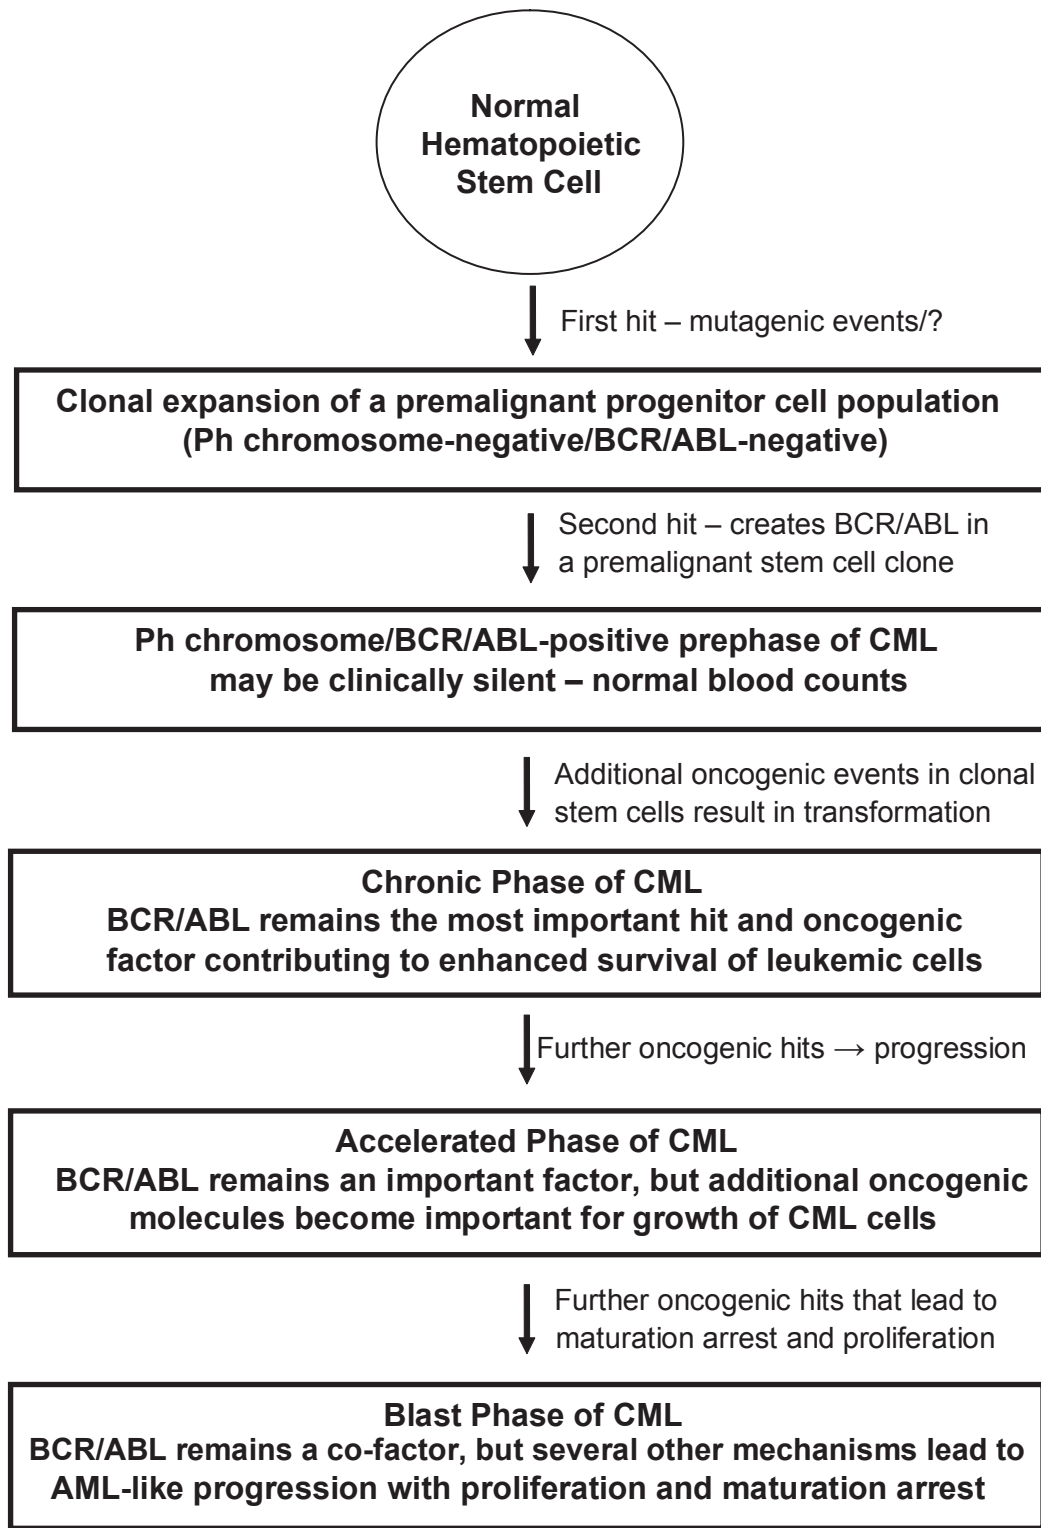 Normal
Hematopoietic
Stem Cell
First hit – mutagenic events/?
Clonal expansion of a premalignant progenitor cell population
(Ph chromosome-negative/BCR/ABL-negative)
Second hit – creates BCR/ABL in
a premalignant stem cell clone
Ph chromosome/BCR/ABL-positive prephase of CML
may be clinically silent – normal blood counts
Additional oncogenic events in clonal
stem cells result in transformation
Chronic Phase of CML
BCR/ABL remains the most important hit and oncogenic
factor contributing to enhanced survival of leukemic cells
Further oncogenic hits → progression
Accelerated Phase of CML
BCR/ABL remains an important factor, but additional oncogenic
molecules become important for growth of CML cells
Further oncogenic hits that lead to
maturation arrest and proliferation
Blast Phase of CML
BCR/ABL remains a co-factor, but several other mechanisms lead to
AML-like progression with proliferation and maturation arrest